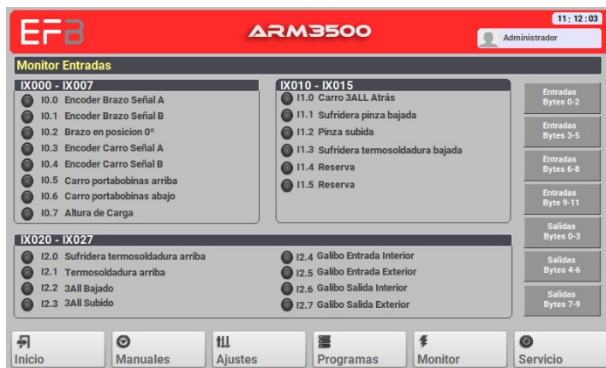 EFB
ARM3500
11:12:03
Administrador
Monitor Entradas
IX000 - IX007
I0.0 Encoder Brazo Señal A
I0.1 Encoder Brazo Señal B
I0.2 Brazo en posicion 0º
I0.3 Encoder Carro Señal A
I0.4 Encoder Carro Señal B
I0.5 Carro portabobinas arriba
I0.6 Carro portabobinas abajo
I0.7 Altura de Carga
IX010 - IX015
I1.0 Carro 3ALL Atrás
I1.1 Sufridera pinza bajada
I1.2 Pinza subida
I1.3 Sufridera termosoldadura bajada
I1.4 Reserva
I1.5 Reserva
IX020 - IX027
I2.0 Sufridera termosoldadura arriba
I2.1 Termosoldadura arriba
I2.2 3All Bajado
I2.3 3All Subido
I2.4 Galibo Entrada Interior
I2.5 Galibo Entrada Exterior
I2.6 Galibo Salida Interior
I2.7 Galibo Salida Exterior
Entradas
Bytes 0-2
Entradas
Bytes 3-5
Entradas
Bytes 6-8
Entradas
Byte 9-11
Salidas
Bytes 0-3
Salidas
Bytes 4-6
Salidas
Bytes 7-9
Inicio
Manuales
Ajustes
Programas
Monitor
Servicio